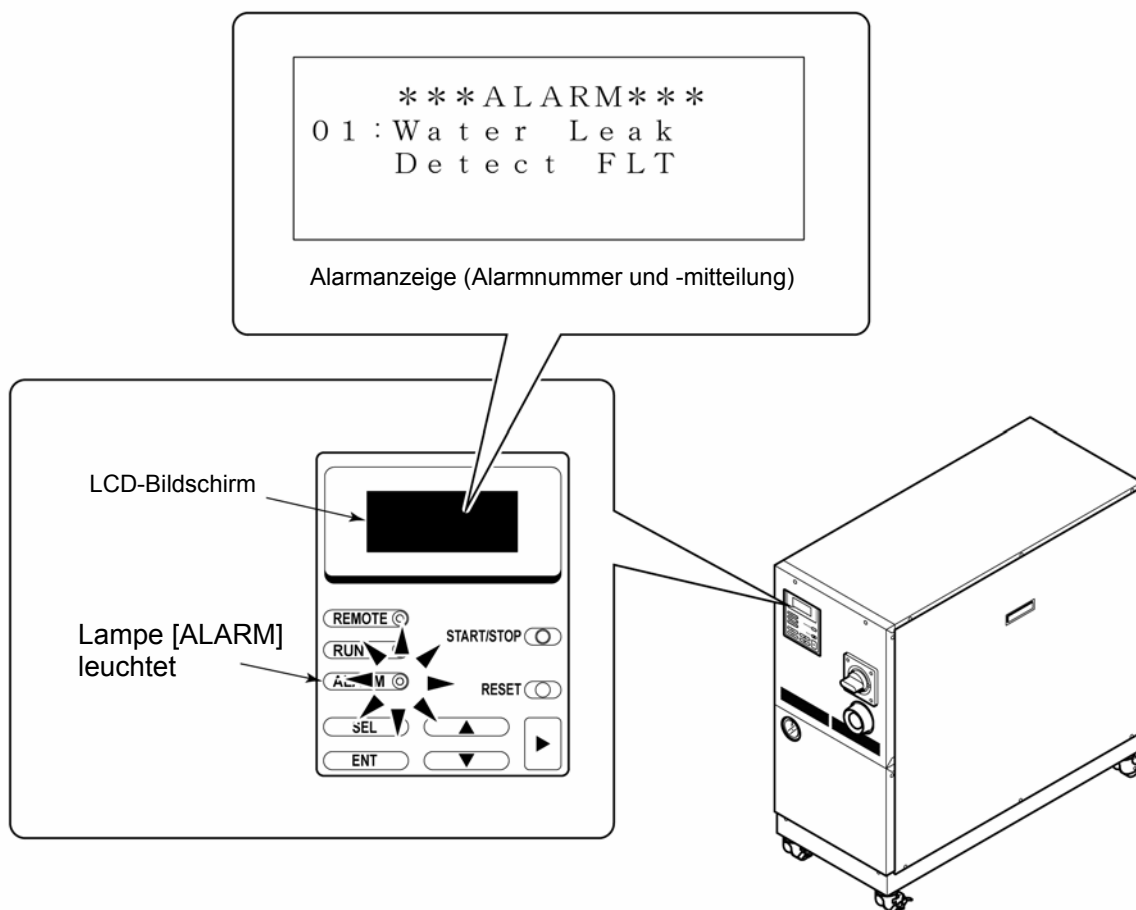 ***ALARM***
01:Water Leak
Detect FLT
Alarmanzeige (Alarmnummer und -mitteilung)
LCD-Bildschirm
Lampe [ALARM]
leuchtet
REMOTE
RUN
START/STOP
RESET
SEL
ENT